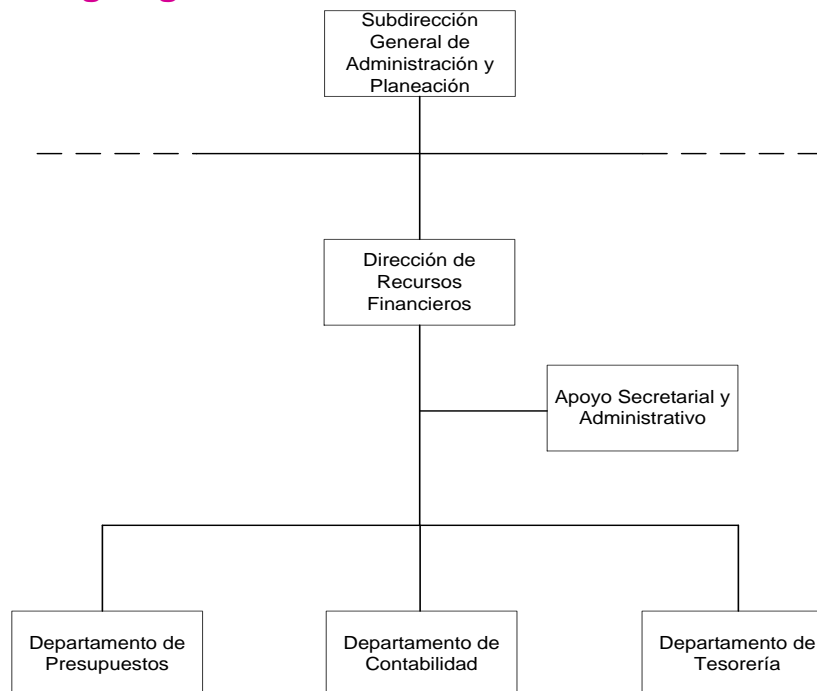 Subdirección
General de
Administración y
Planeación
Dirección de
Recursos
Financieros
Apoyo Secretarial y
Administrativo
Departamento de
Presupuestos
Departamento de
Contabilidad
Departamento de
Tesorería